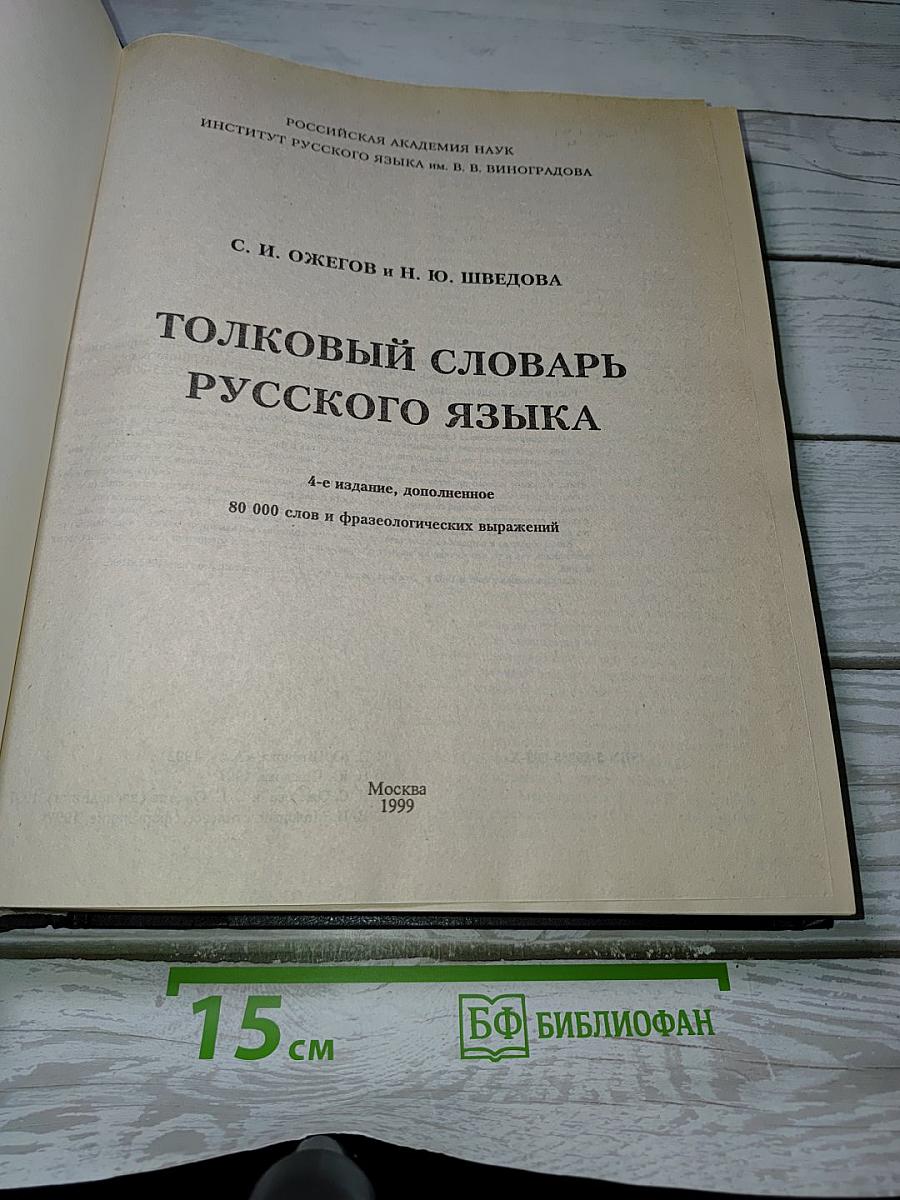 РОССИЙСКАЯ АКАДЕМИЯ НАУК
ИНСТИТУТ РУССКОГО ЯЗЫКА им. В. В. ВИНОГРАДОВА
С. И. ОЖЕГОВ и Н. Ю. ШВЕДОВА
ТОЛКОВЫЙ СЛОВАРЬ
РУССКОГО ЯЗЫКА
4-е издание, дополненное
80 000 слов и фразеологических выражений
Москва
1999
15 см
БФ БИБЛИОФАН